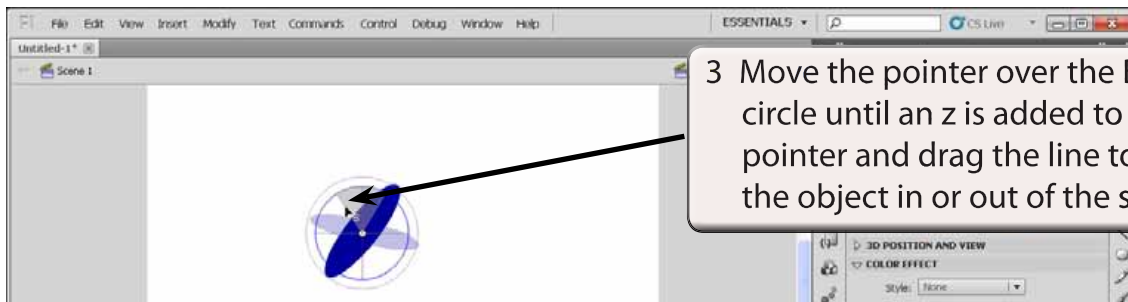 Fl File Edit View Insert Modify Text Commands Control Debug Window Help ESSENTIALS CS Live
Untitled-1*
Scene 1
3 Move the pointer over the
circle until an z is added to
pointer and drag the line to
the object in or out of the s
3D POSITION AND VIEW
COLOR EFFECT
Style: None